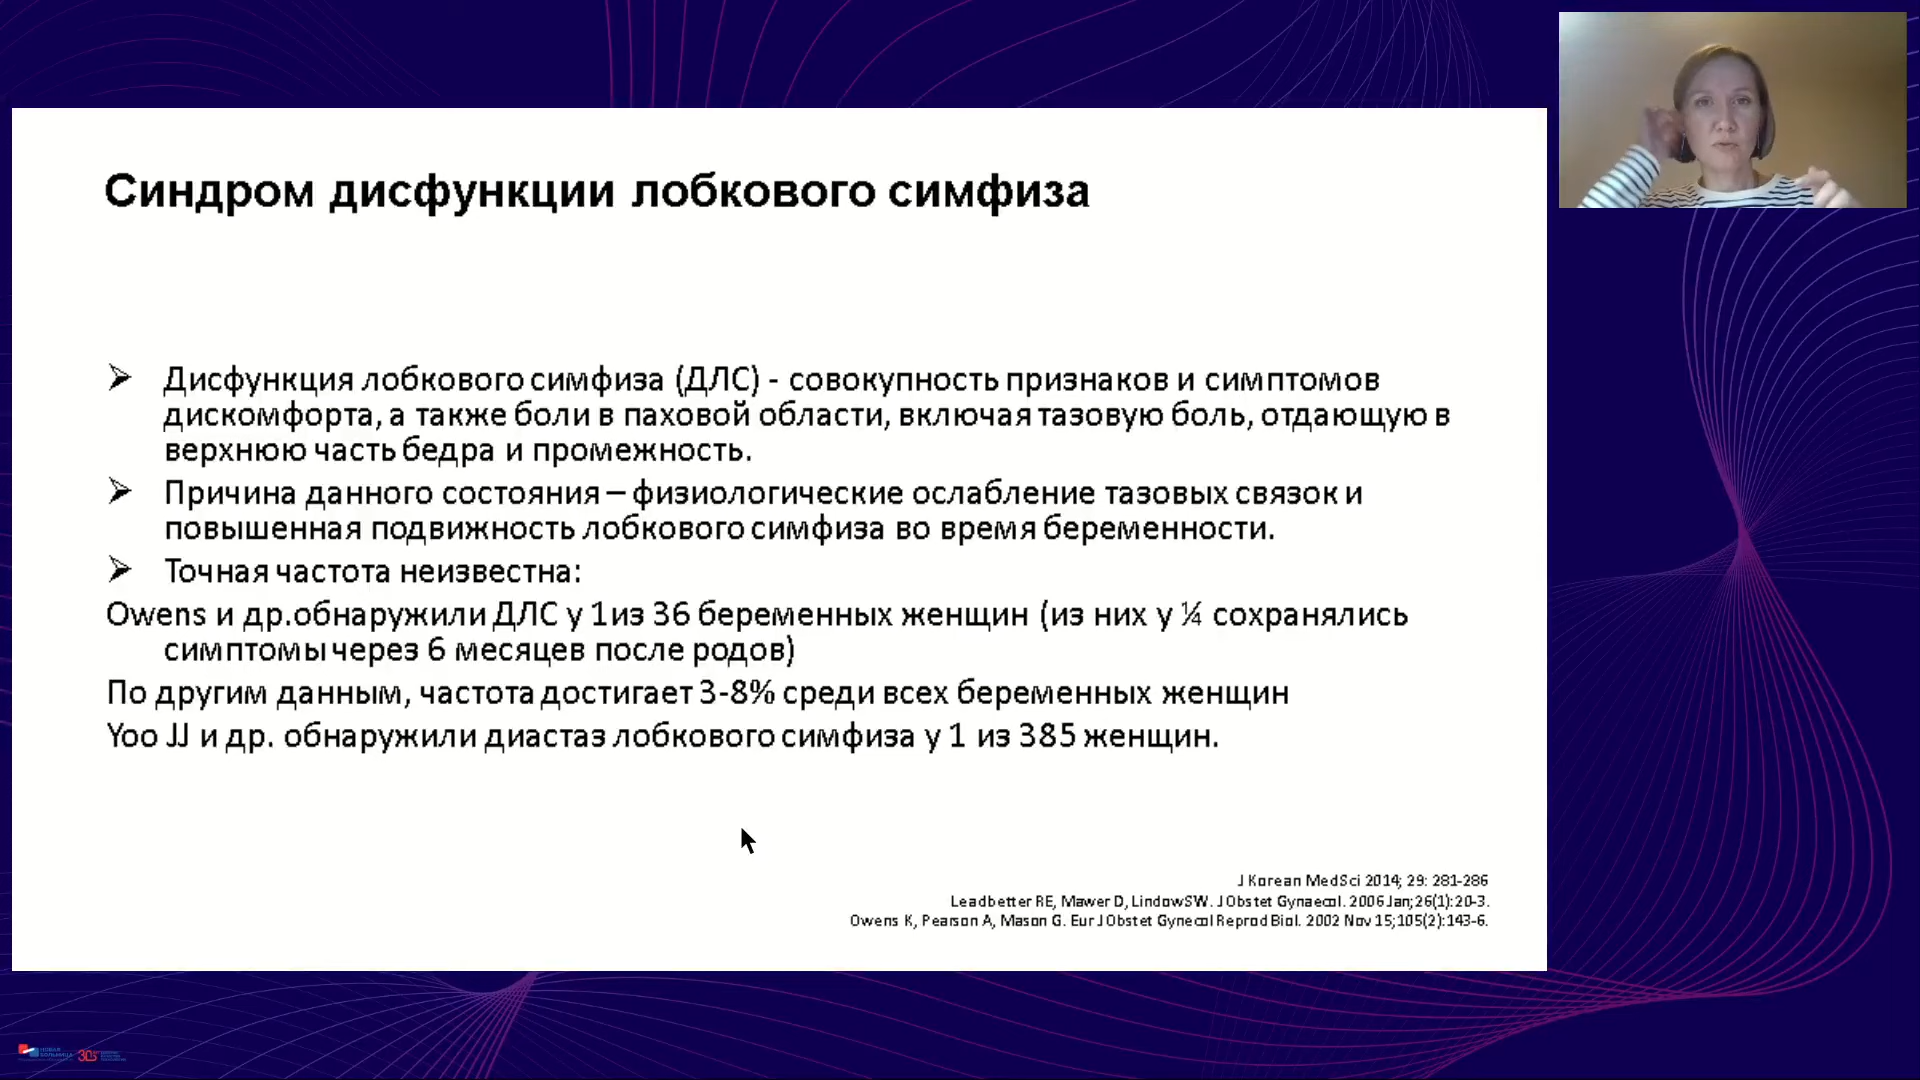 Синдром дисфункции лобкового симфиза
➢ Дисфункция лобкового симфиза (ДЛС) - совокупность признаков и симптомов
дискомфорта, а также боли в паховой области, включая тазовую боль, отдающую в
верхнюю часть бедра и промежность.
➢ Причина данного состояния – физиологические ослабление тазовых связок и
повышенная подвижность лобкового симфиза во время беременности.
➢ Точная частота неизвестна:
Owens и др.обнаружили ДЛС у 1из 36 беременных женщин (из них у ¼ сохранялись
симптомы через 6 месяцев после родов)
По другим данным, частота достигает 3-8% среди всех беременных женщин
Yoo JJ и др. обнаружили диастаз лобкового симфиза у 1 из 385 женщин.
J Korean Med Sci 2014; 29: 281-286
Leadbetter RE, Mawer D, Lindow SW. J Obstet Gynaecol. 2006 Jan;26(1):20-3.
Owens K, Pearson A, Mason G. Eur J Obstet Gynecol Reprod Biol. 2002 Nov 15;105(2):143-6.
НОВАЯ
БОЛЬНИЦА